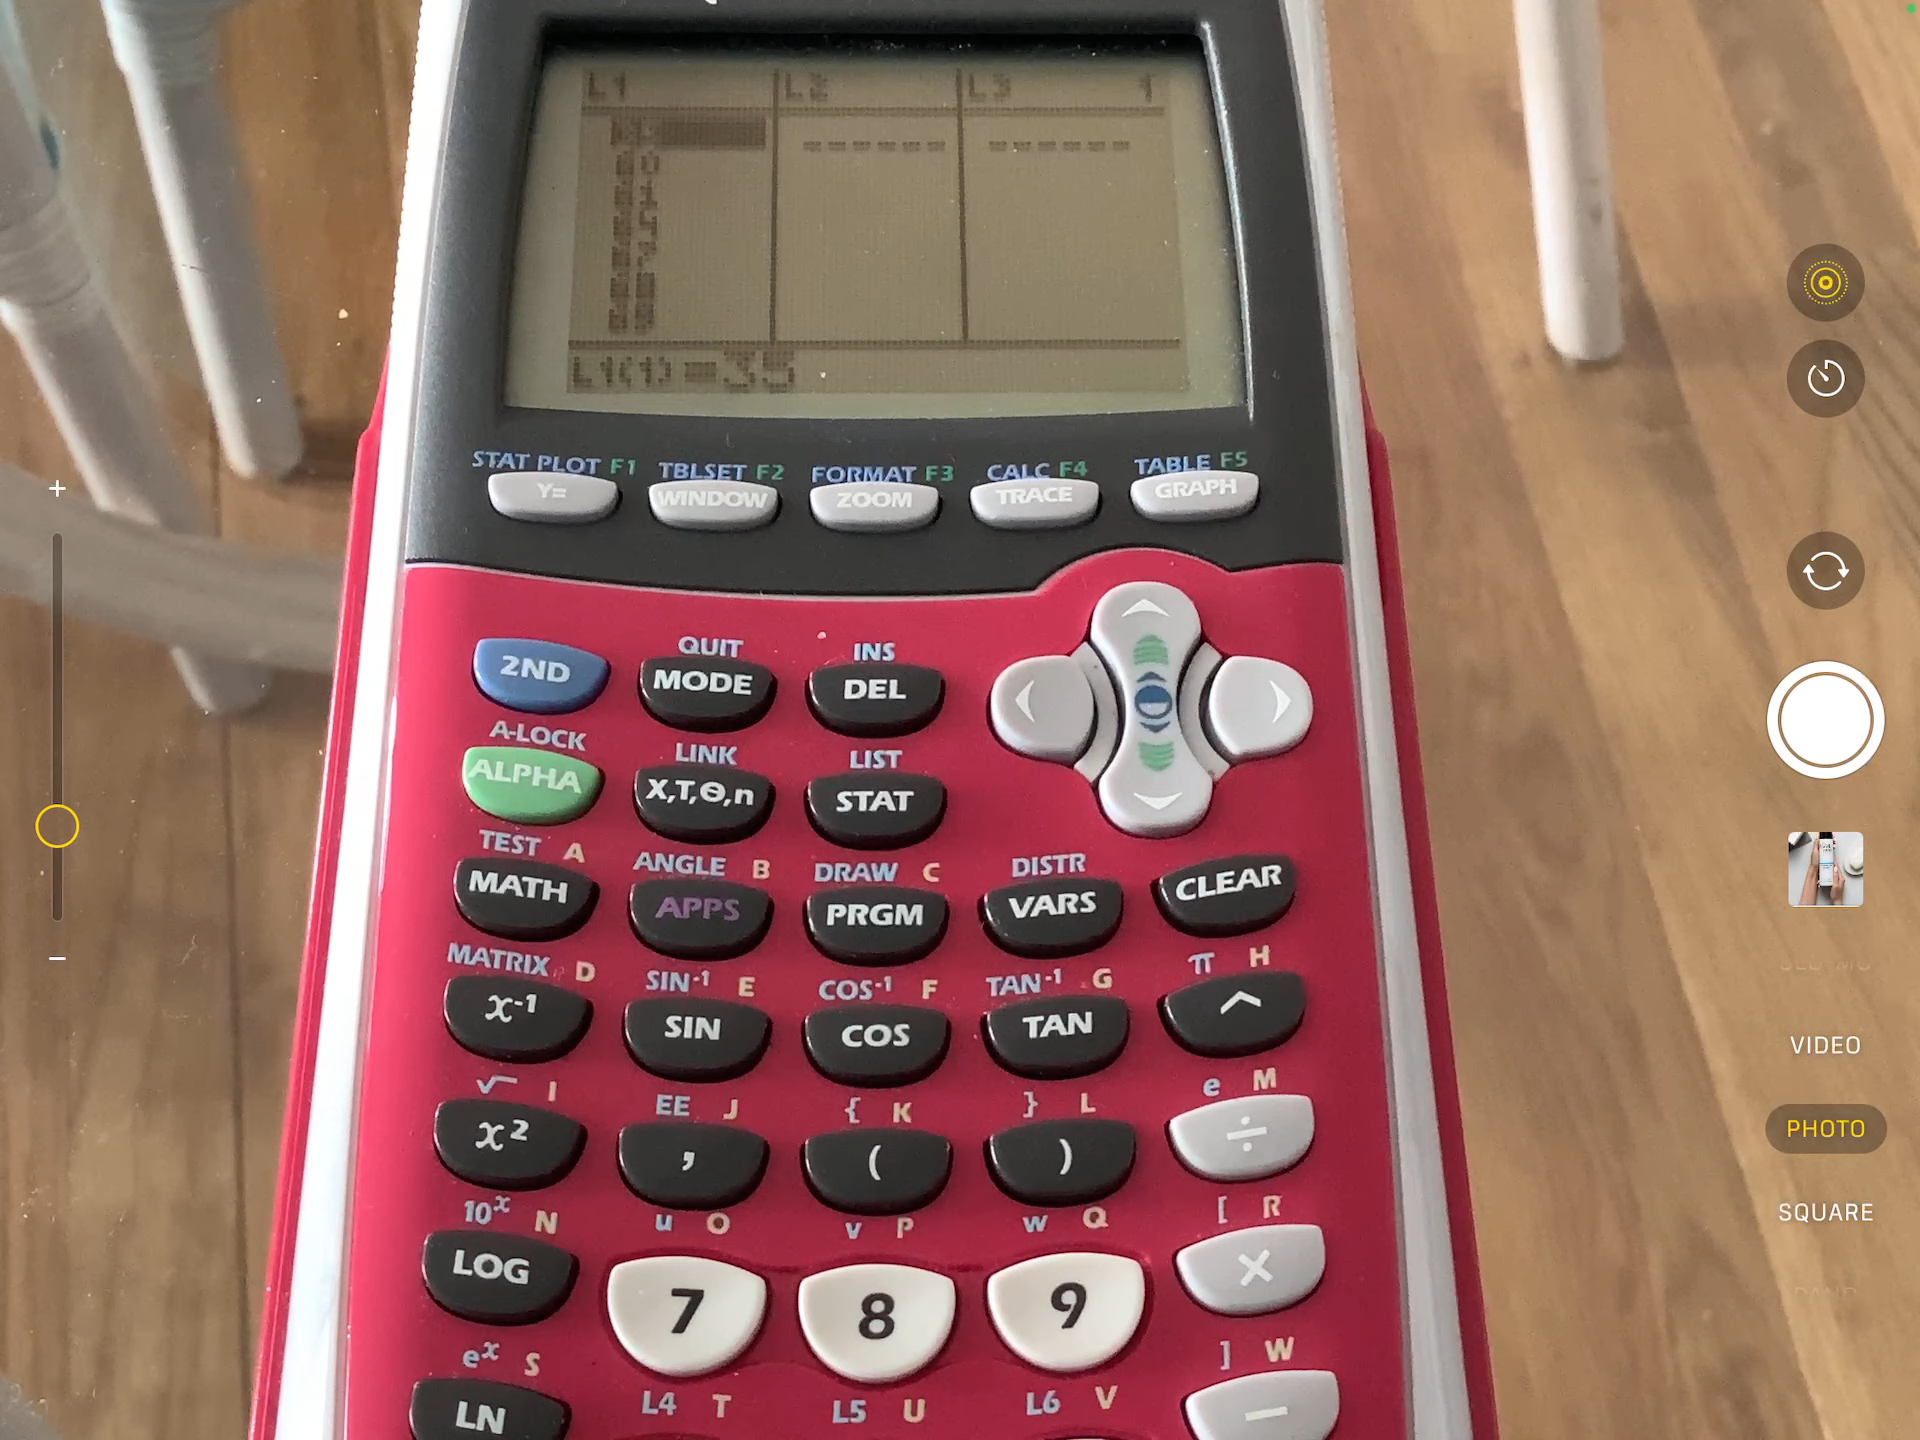 L1 L2 L3 1
L1(1)=35
STAT PLOT F1 TBLSET F2 FORMAT F3 CALC F4 TABLE F5
Y= WINDOW ZOOM TRACE GRAPH
QUIT INS
2ND MODE DEL
A-LOCK LINK LIST
ALPHA X,T,Θ,n STAT
TEST A ANGLE B DRAW C DISTR
MATH APPS PRGM VARS CLEAR
MATRIX D SIN⁻¹ E COS⁻¹ F TAN⁻¹ G π H
x⁻¹ SIN COS TAN ^
√ I EE J { K } L e M
x² , ( ) ÷
10ˣ N u O v P w Q [ R
LOG 7 8 9 ×
eˣ S L4 T L5 U L6 V ] W
LN −
+
−
VIDEO
PHOTO
SQUARE